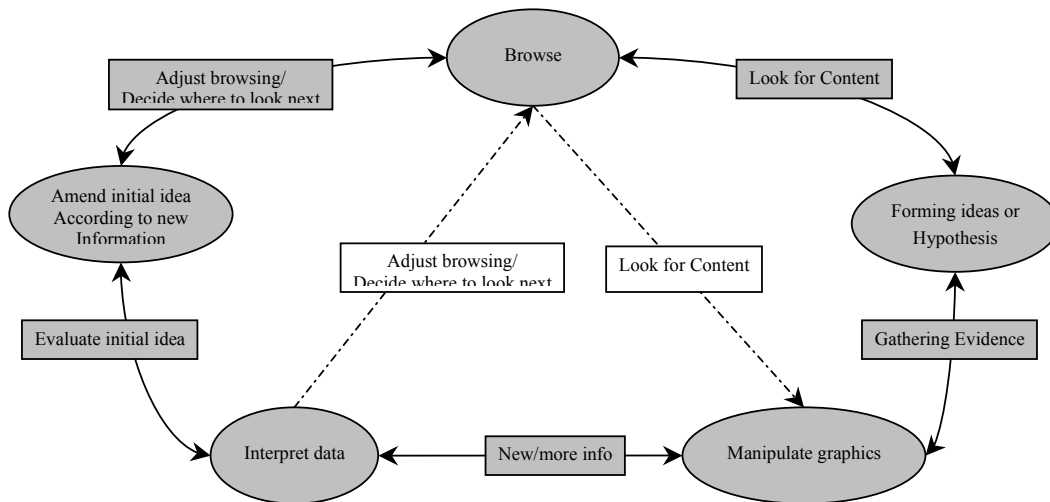 Browse
Adjust browsing/
Decide where to look next
Look for Content
Amend initial idea
According to new
Information
Forming ideas or
Hypothesis
Adjust browsing/
Decide where to look next
Look for Content
Evaluate initial idea
Gathering Evidence
Interpret data
New/more info
Manipulate graphics